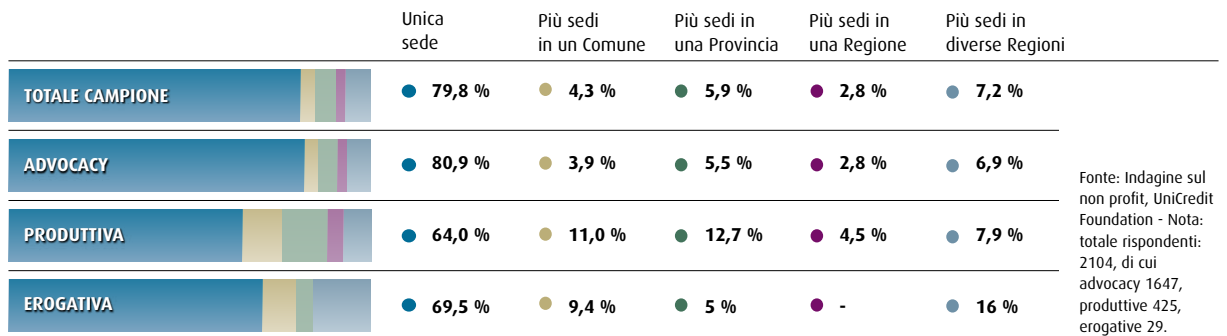 Unica sede
Più sedi in un Comune
Più sedi in una Provincia
Più sedi in una Regione
Più sedi in diverse Regioni
TOTALE CAMPIONE 79,8 % 4,3 % 5,9 % 2,8 % 7,2 %
ADVOCACY 80,9 % 3,9 % 5,5 % 2,8 % 6,9 %
PRODUTTIVA 64,0 % 11,0 % 12,7 % 4,5 % 7,9 %
EROGATIVA 69,5 % 9,4 % 5 % - 16 %
Fonte: Indagine sul
non profit, UniCredit
Foundation - Nota:
totale rispondenti:
2104, di cui
advocacy 1647,
produttive 425,
erogative 29.